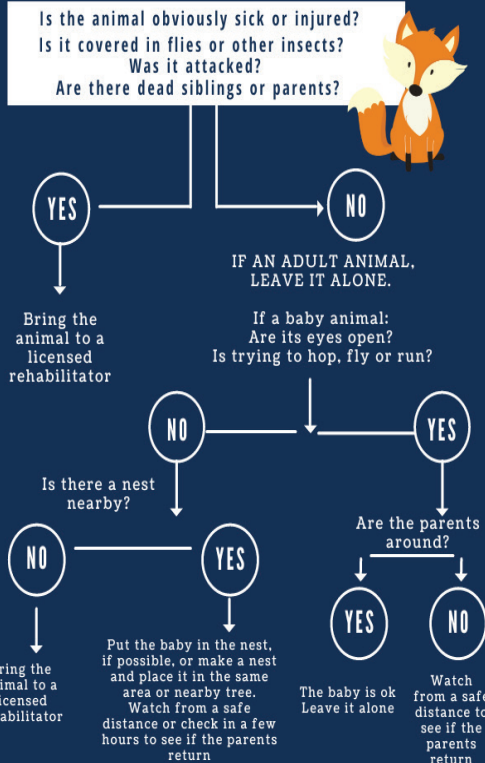 Is the animal obviously sick or injured?
Is it covered in flies or other insects?
Was it attacked?
Are there dead siblings or parents?
YES
NO
Bring the
animal to a
licensed
rehabilitator
IF AN ADULT ANIMAL,
LEAVE IT ALONE.
If a baby animal:
Are its eyes open?
Is trying to hop, fly or run?
NO
YES
Is there a nest
nearby?
NO
YES
ring the
imal to a
icensed
abilitator
Put the baby in the nest,
if possible, or make a nest
and place it in the same
area or nearby tree.
Watch from a safe
distance or check in a few
hours to see if the parents
return
Are the parents
around?
YES
NO
The baby is ok
Leave it alone
Watch
from a safe
distance to
see if the
parents
return